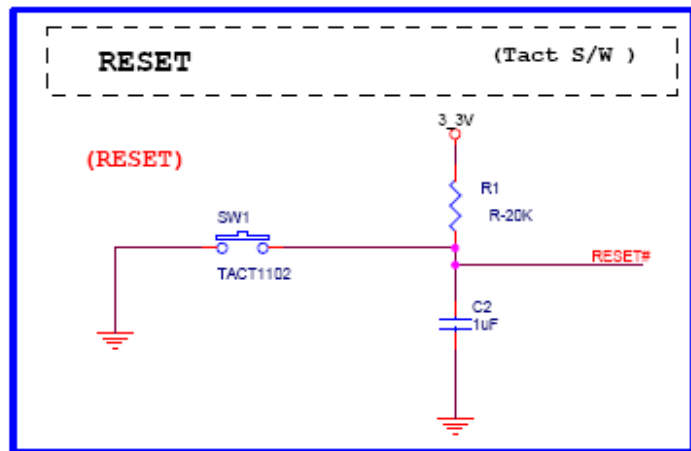 RESET
(Tact S/W )
3_3V
(RESET)
R1
R-20K
SW1
TACT1102
RESET#
C2
1uF